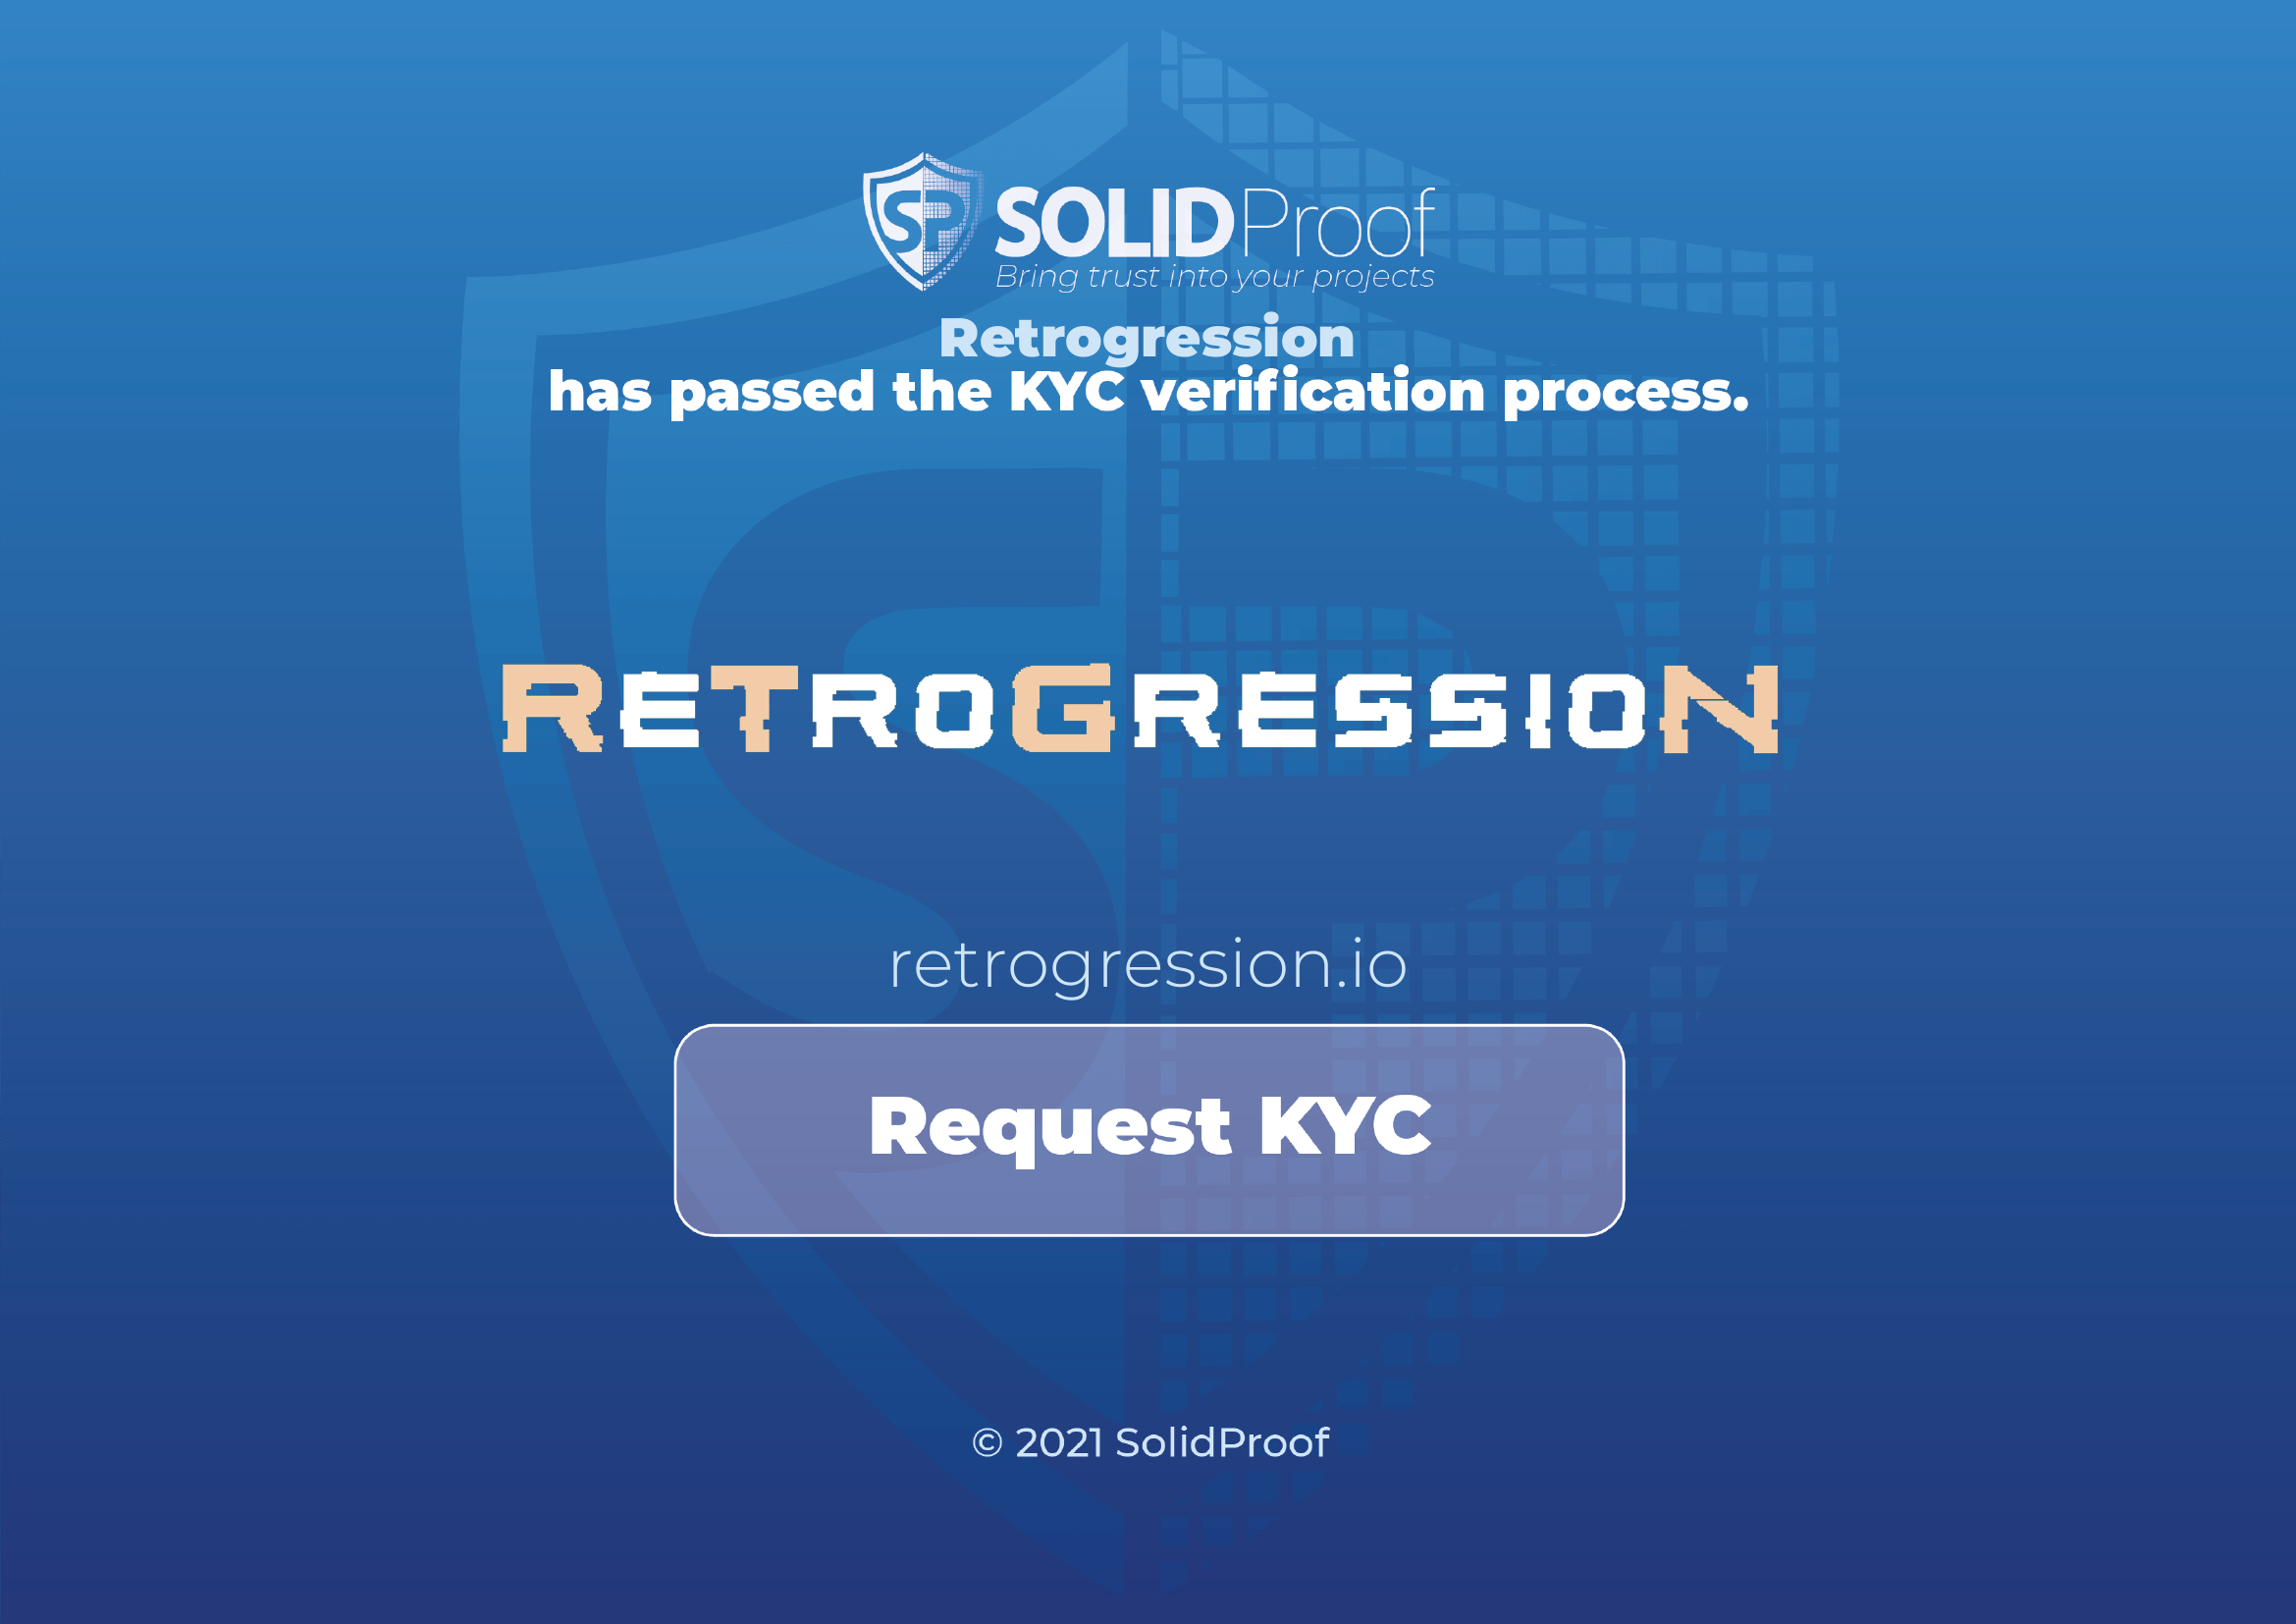 SP SOLIDProof
Bring trust into your projects
Retrogression
has passed the KYC verification process.
RETROGRESSION
retrogression.io
Request KYC
© 2021 SolidProof